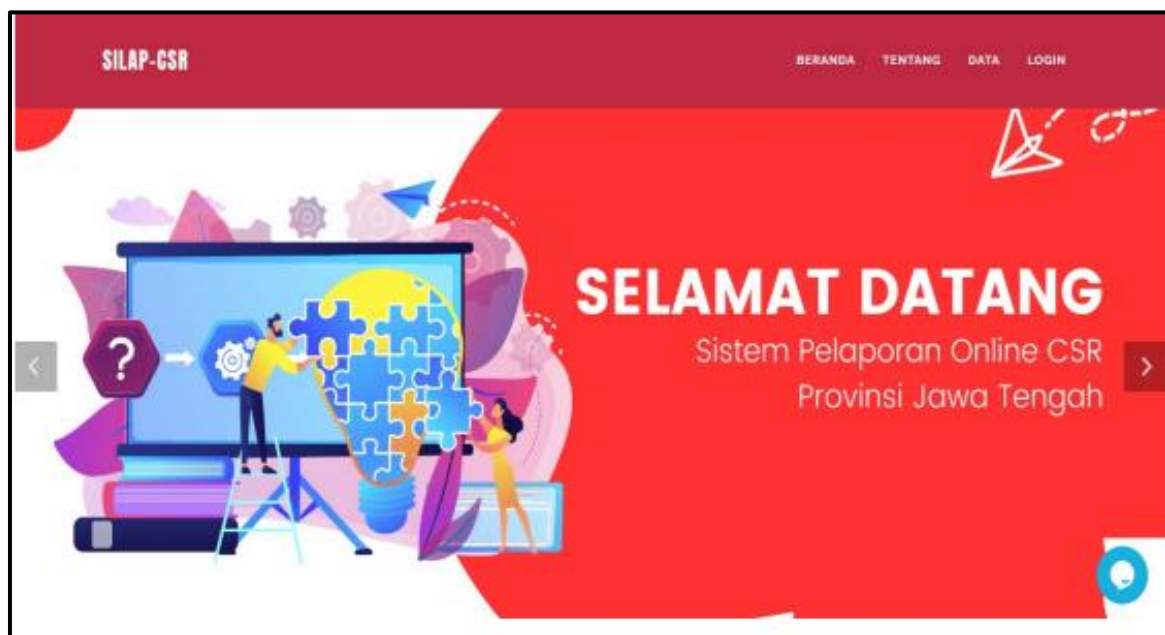 SILAP-CSR
BERANDA TENTANG DATA LOGIN
?
SELAMAT DATANG
Sistem Pelaporan Online CSR
Provinsi Jawa Tengah